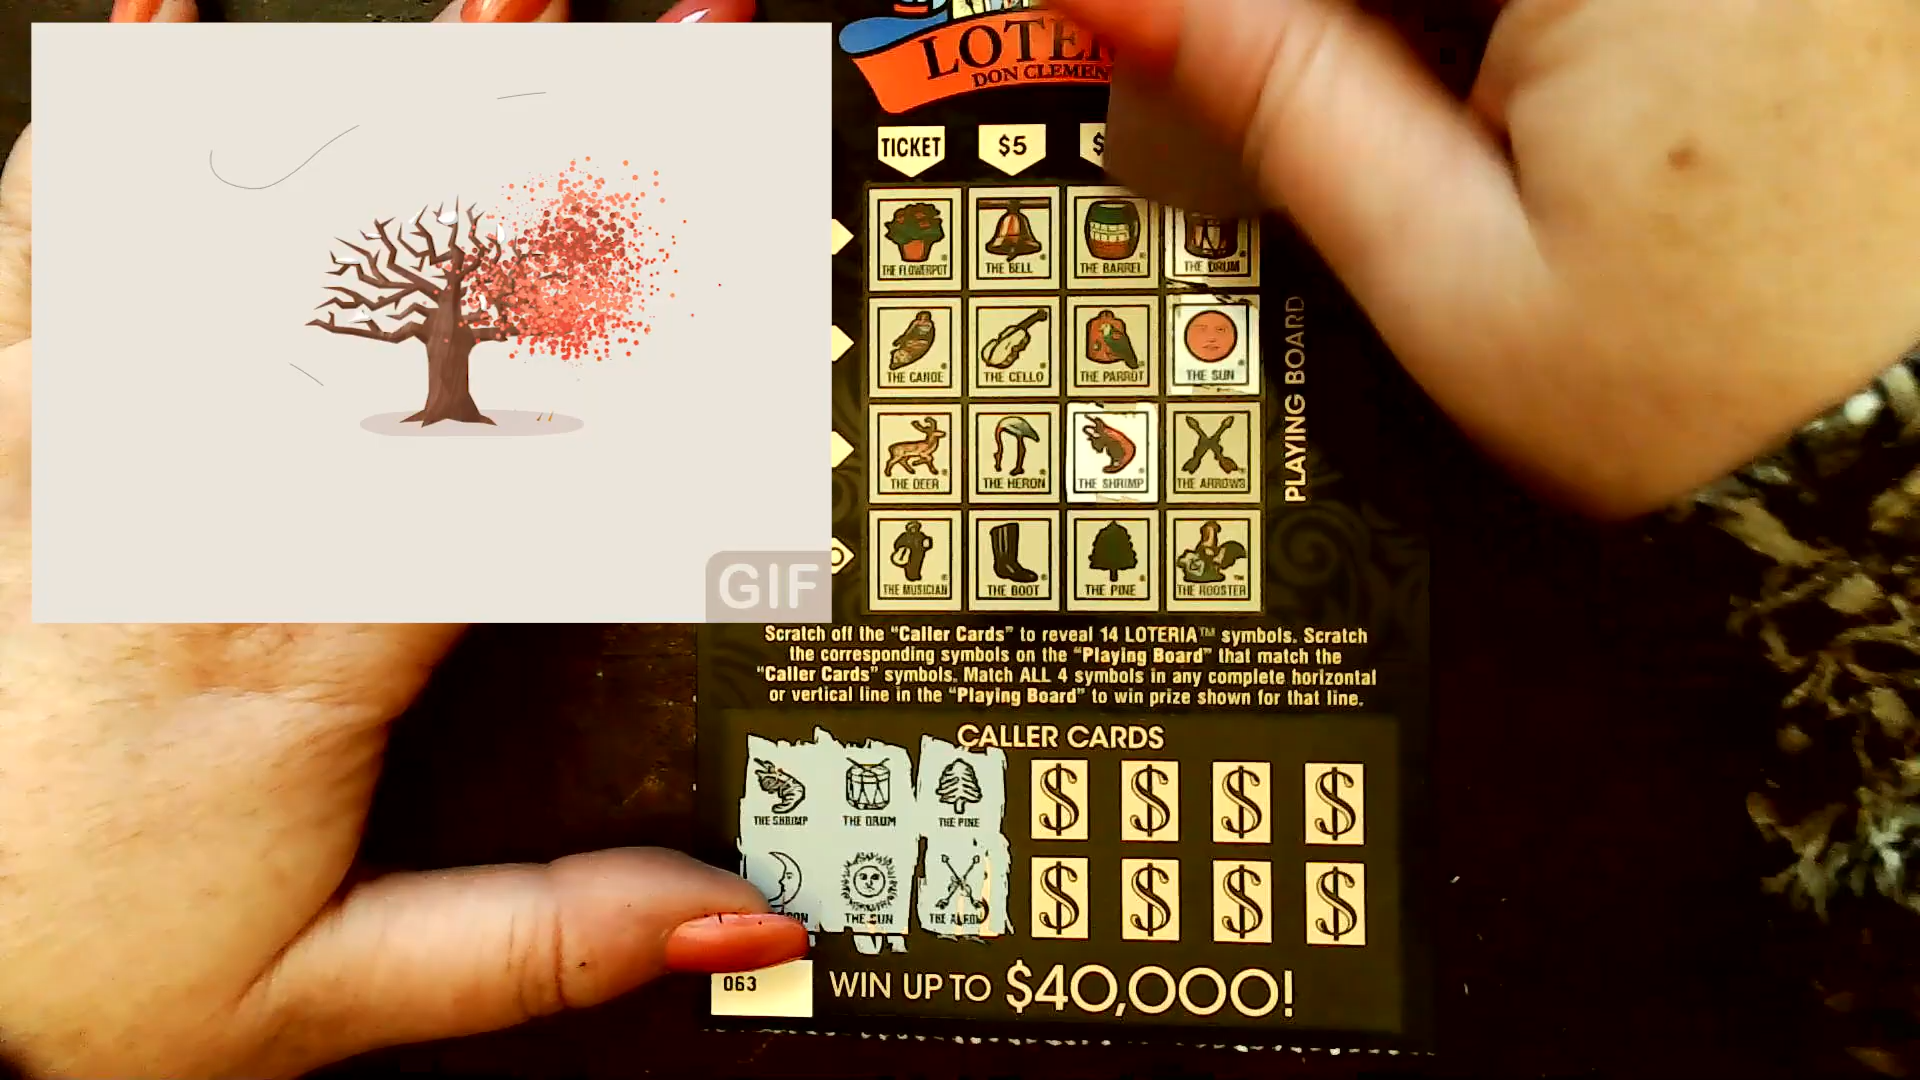 LOTER
DON CLEMEN
TICKET $5 $
THE FLOWERPOT THE BELL THE BARREL THE DRUM
THE CANOE THE CELLO THE PARROT THE SUN
THE DEER THE HERON THE SHRIMP THE ARROWS
THE MUSICIAN THE BOOT THE PINE THE ROOSTER
PLAYING BOARD
GIF
Scratch off the "Caller Cards" to reveal 14 LOTERIA™ symbols. Scratch
the corresponding symbols on the "Playing Board" that match the
"Caller Cards" symbols. Match ALL 4 symbols in any complete horizontal
or vertical line in the "Playing Board" to win prize shown for that line.
CALLER CARDS
THE SHRIMP THE DRUM THE PINE $ $ $ $
THE SUN THE $ $ $ $
063 WIN UP TO $40,000!